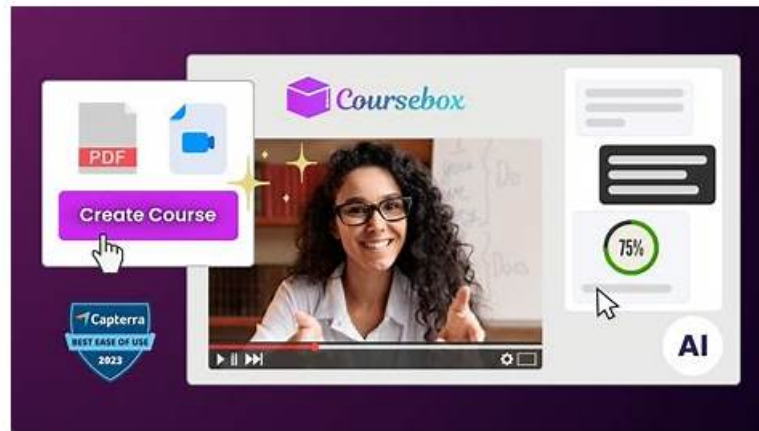 Coursebox
PDF
Create Course
75%
Capterra
BEST EASE OF USE
2023
AI